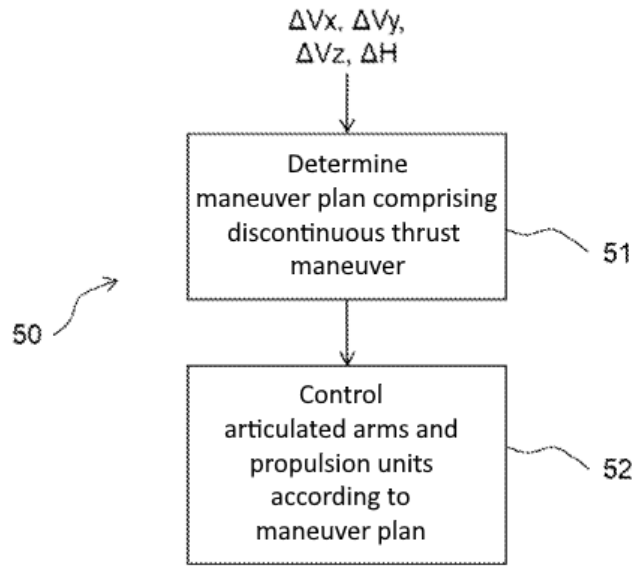 ΔVx, ΔVy,
ΔVz, ΔH
Determine
maneuver plan comprising
discontinuous thrust
maneuver
51
50
Control
articulated arms and
propulsion units
according to
maneuver plan
52